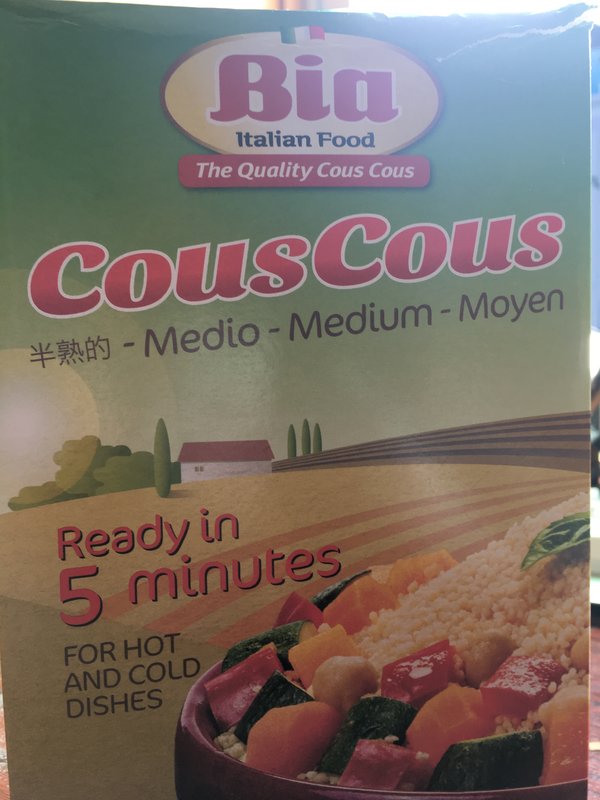 Bia
Italian Food
The Quality Cous Cous
CousCous
半熟的 - Medio - Medium - Moyen
Ready in
5 minutes
FOR HOT
AND COLD
DISHES